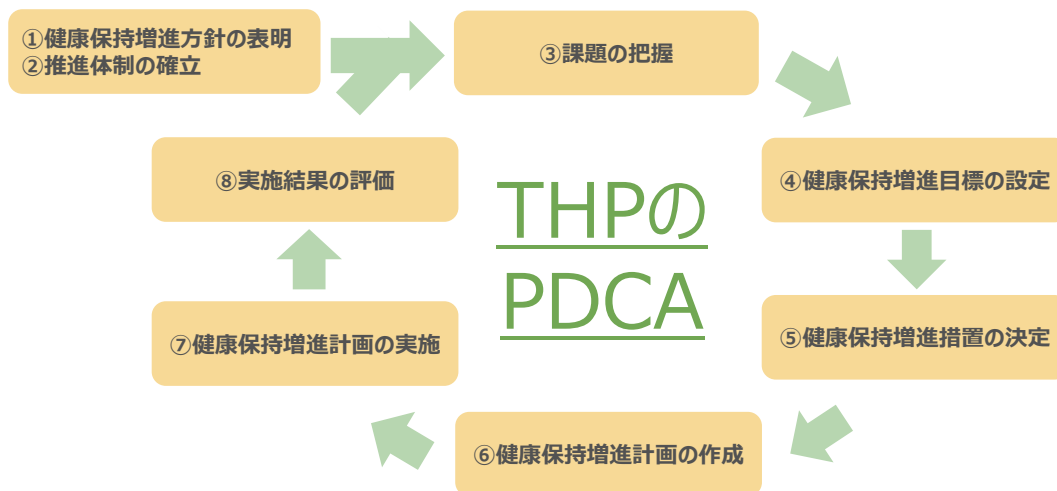 ①健康保持増進方針の表明
②推進体制の確立
③課題の把握
④健康保持増進目標の設定
⑤健康保持増進措置の決定
⑥健康保持増進計画の作成
⑦健康保持増進計画の実施
⑧実施結果の評価
THPの
PDCA